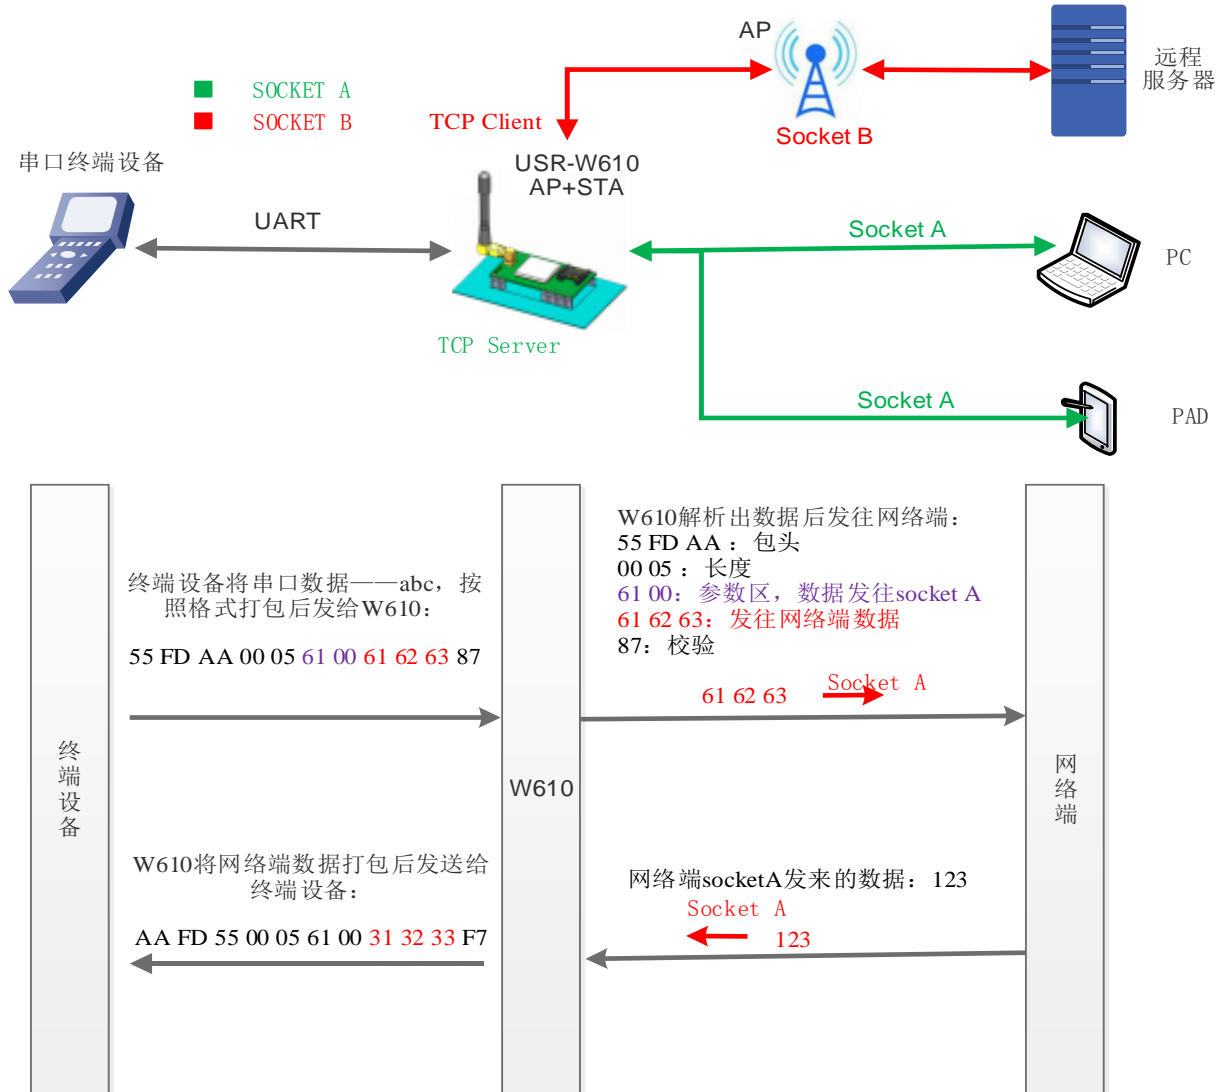 AP
远程
服务器
SOCKET A
SOCKET B
TCP Client
Socket B
串口终端设备
USR-W610
AP+STA
UART
Socket A
PC
TCP Server
Socket A
PAD
终端设备将串口数据——abc，按
照格式打包后发给W610：
55 FD AA 00 05 61 00 61 62 63 87
W610解析出数据后发往网络端：
55 FD AA ：包头
00 05 ：长度
61 00：参数区，数据发往socket A
61 62 63：发往网络端数据
87：校验
61 62 63
Socket A
终
端
设
备
W610
网
络
端
W610将网络端数据打包后发送给
终端设备：
AA FD 55 00 05 61 00 31 32 33 F7
网络端socketA发来的数据：123
Socket A
123